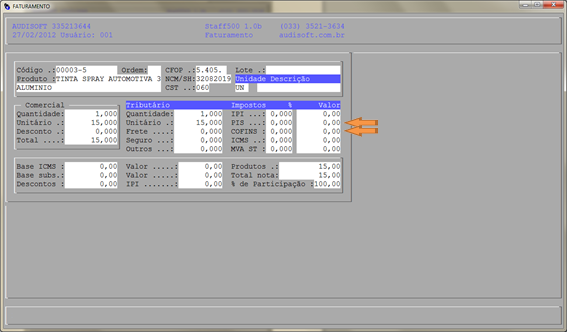 FATURAMENTO
AUDISOFT 335213644 Staff500 1.0b (033) 3521-3634
27/02/2012 Usuário: 001 Faturamento audisoft.com.br
Código .:00003-5 Ordem: CFOP .:5.405. Lote .:
Produto :TINTA SPRAY AUTOMOTIVA 3 NCM/SH:32082019 Unidade Descrição
ALUMINIO CST ..:060 UN
Comercial Tributário Impostos % Valor
Quantidade: 1,000 Quantidade: 1,000 IPI ..: 0,000 0,00
Unitário .: 15,000 Unitário .: 15,000 PIS ...: 0,000 0,00
Desconto .: 0,000 Frete ....: 0,000 COFINS : 0,000 0,00
Total ....: 15,000 Seguro ...: 0,000 ICMS ..: 0,000 0,00
Outros ...: 0,000 MVA ST : 0,000 0,00
Base ICMS : 0,00 Valor ....: 0,00 Produtos .: 15,00
Base subs.: 0,00 Valor ....: 0,00 Total nota: 15,00
Descontos : 0,00 IPI .......: 0,00 % de Participação :100,00